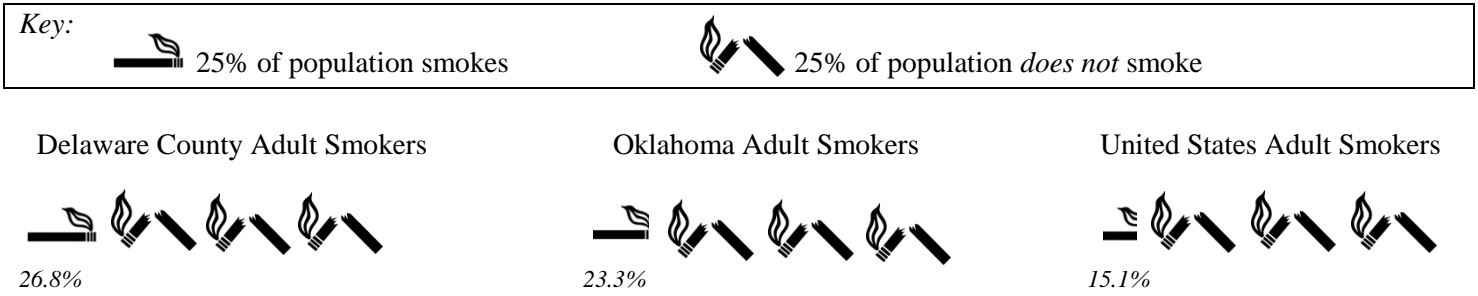 Key:
25% of population smokes 25% of population does not smoke
Delaware County Adult Smokers Oklahoma Adult Smokers United States Adult Smokers
26.8% 23.3% 15.1%